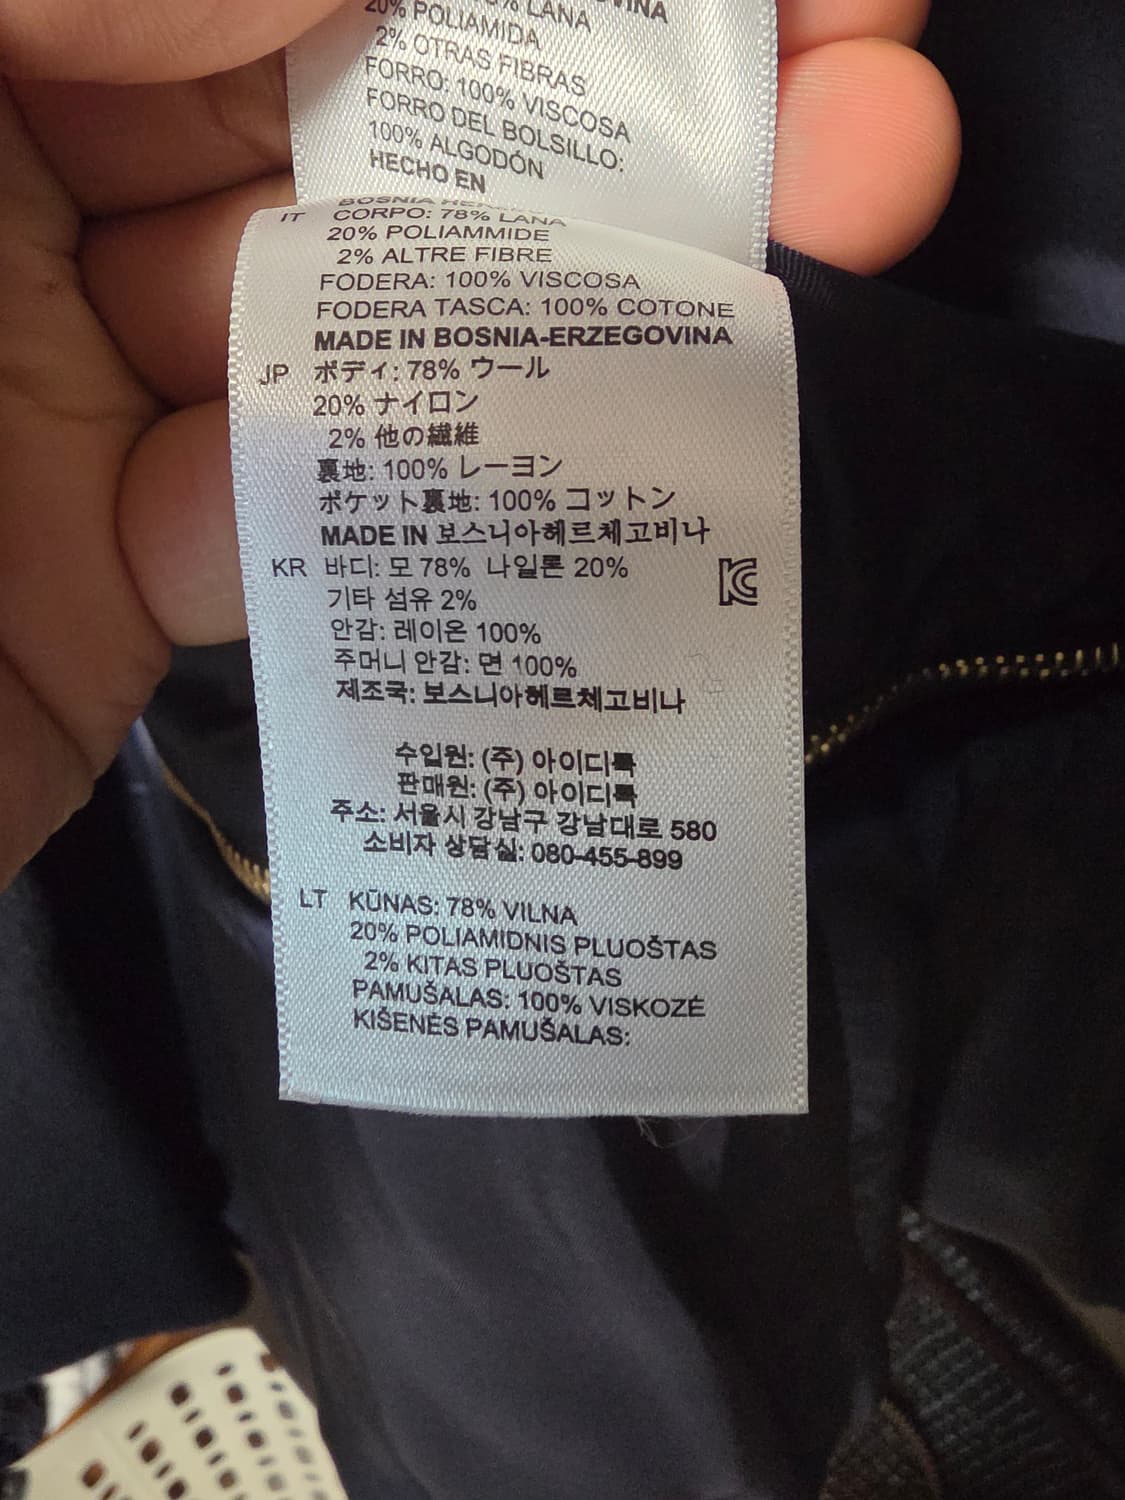 LANA
20% POLIAMIDA
2% OTRAS FIBRAS
FORRO: 100% VISCOSA
FORRO DEL BOLSILLO:
100% ALGODÓN
HECHO EN
BOSNIA
IT CORPO: 78% LANA
20% POLIAMMIDE
2% ALTRE FIBRE
FODERA: 100% VISCOSA
FODERA TASCA: 100% COTONE
MADE IN BOSNIA-ERZEGOVINA
JP ボディ: 78% ウール
20% ナイロン
2% 他の繊維
裏地: 100% レーヨン
ポケット裏地: 100% コットン
MADE IN 보스니아헤르체고비나
KR 바디: 모 78% 나일론 20%
기타 섬유 2%
안감: 레이온 100%
주머니 안감: 면 100%
제조국: 보스니아헤르체고비나
수입원: (주) 아이디룩
판매원: (주) 아이디룩
주소: 서울시 강남구 강남대로 580
소비자 상담실: 080-455-899
LT KŪNAS: 78% VILNA
20% POLIAMIDNIS PLUOŠTAS
2% KITAS PLUOŠTAS
PAMUŠALAS: 100% VISKOZĖ
KIŠENĖS PAMUŠALAS: